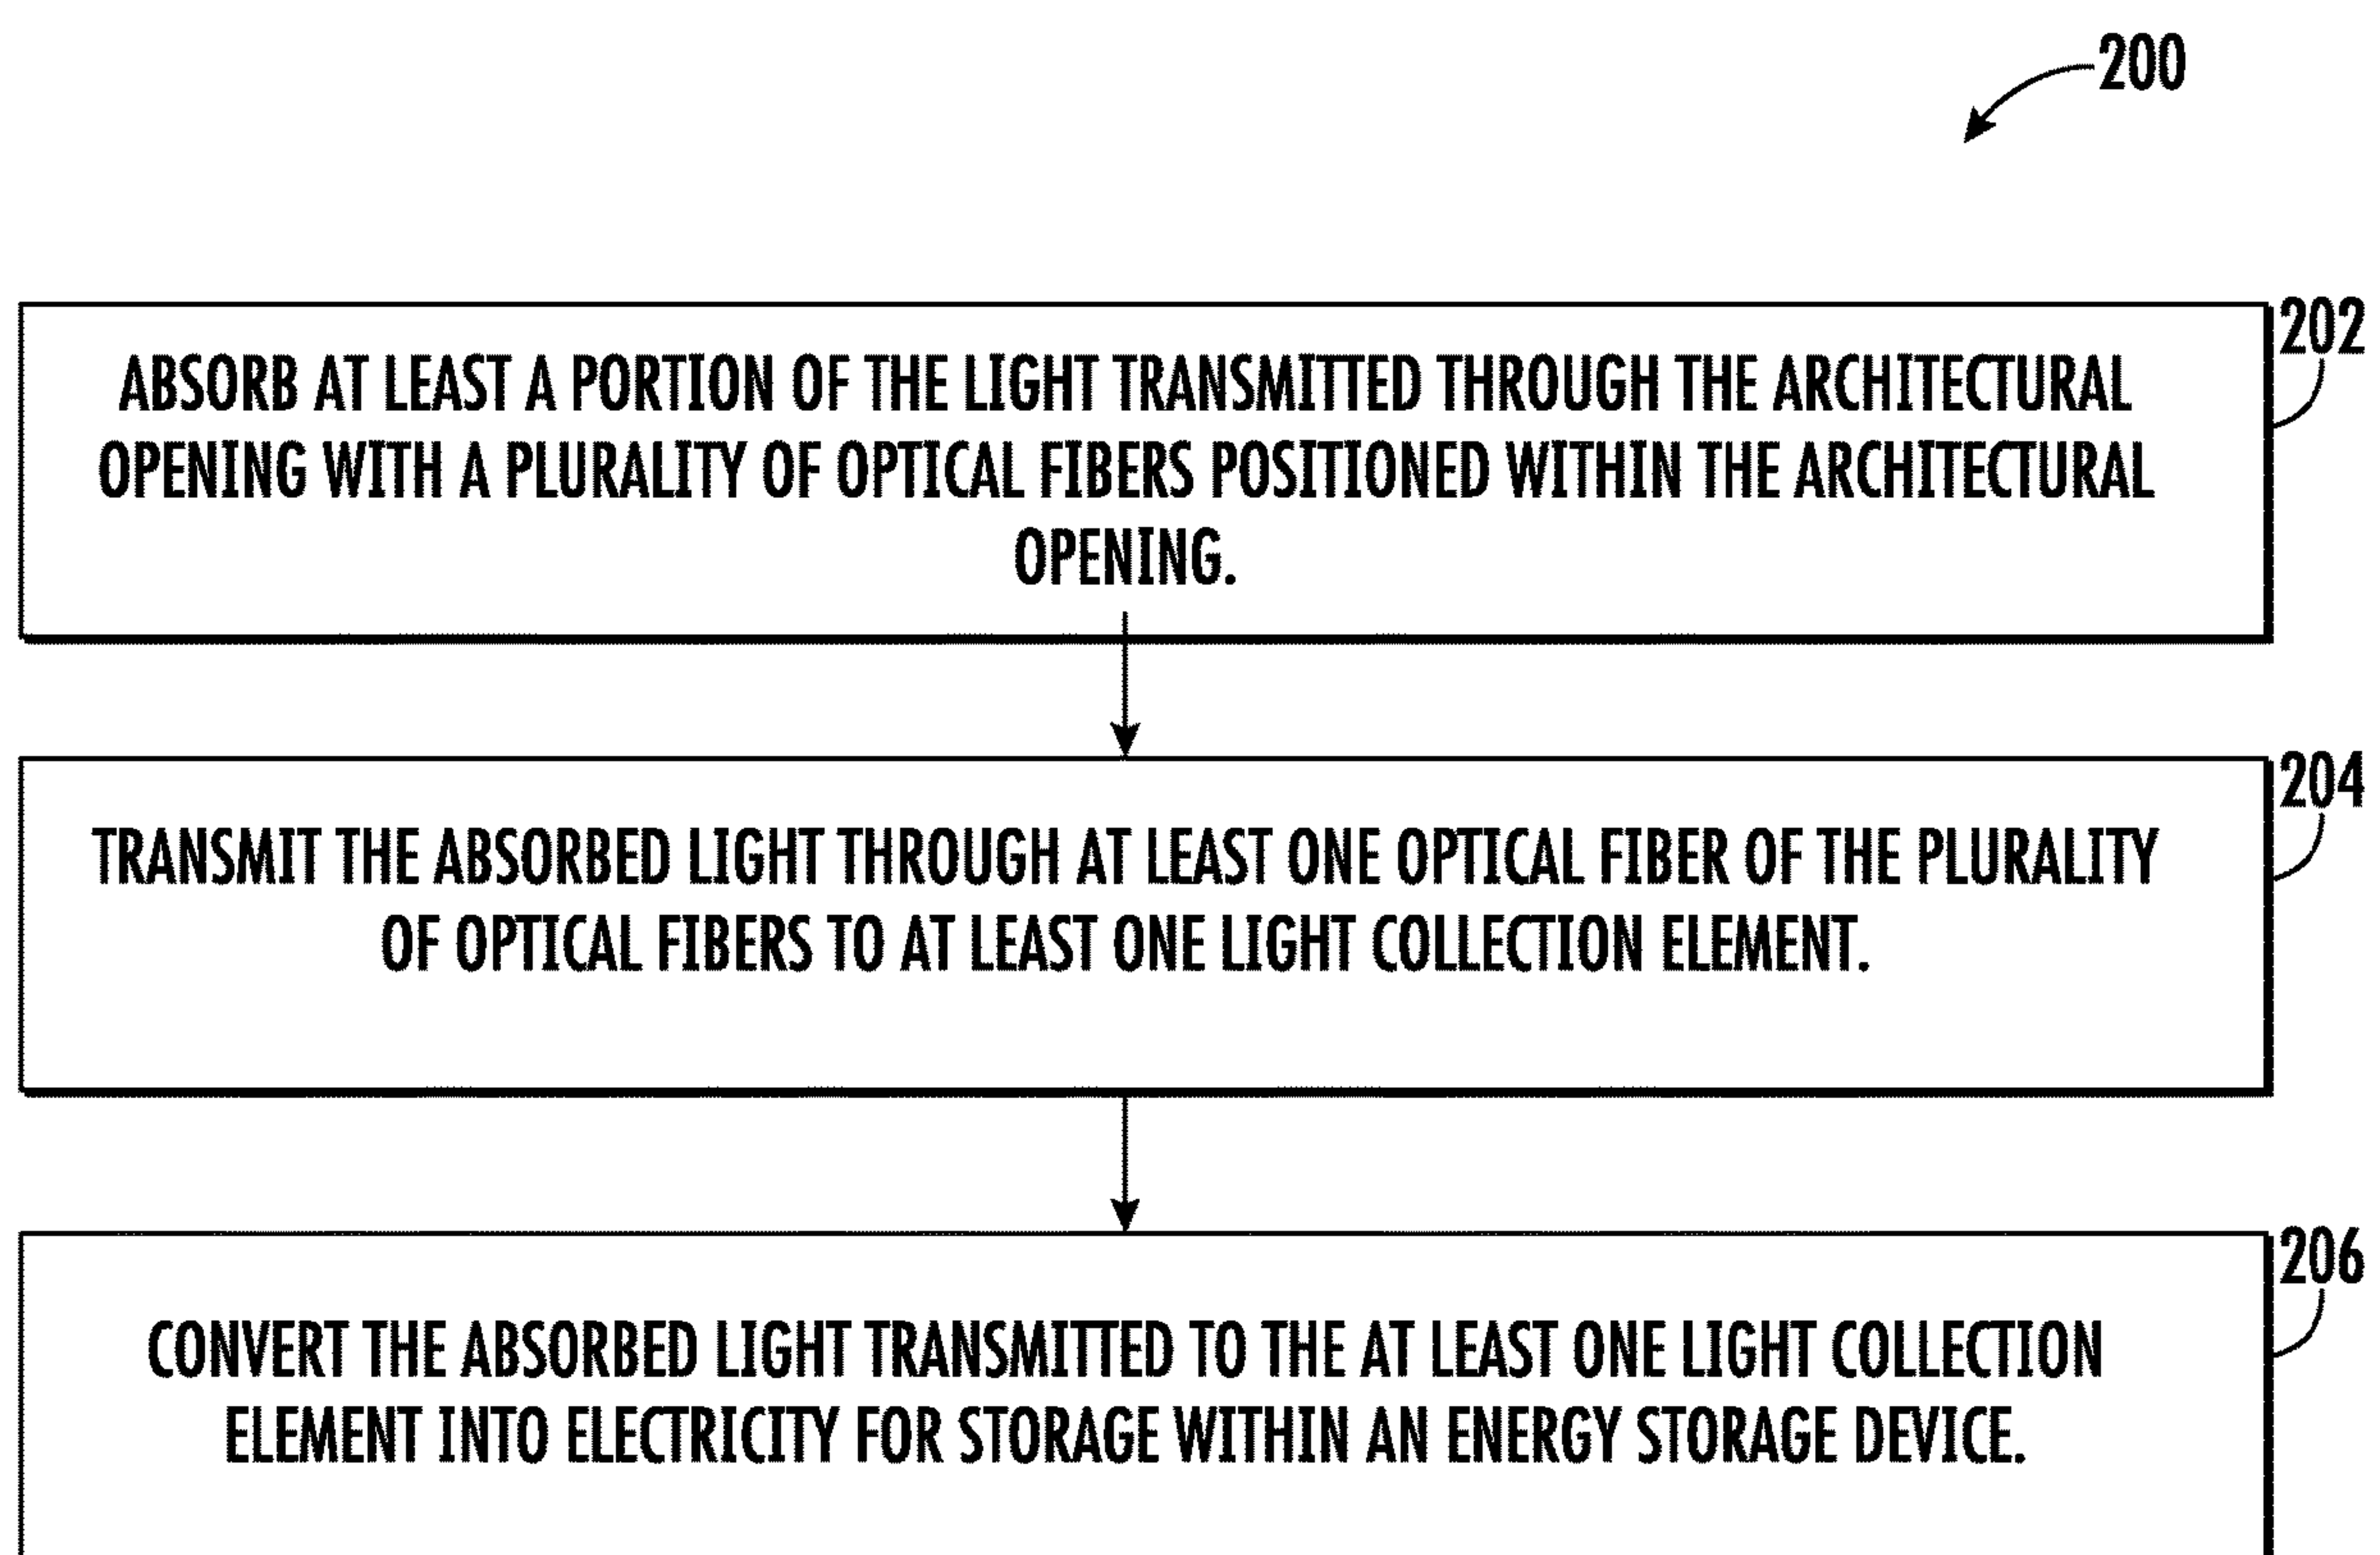 200
202
ABSORB AT LEAST A PORTION OF THE LIGHT TRANSMITTED THROUGH THE ARCHITECTURAL
OPENING WITH A PLURALITY OF OPTICAL FIBERS POSITIONED WITHIN THE ARCHITECTURAL
OPENING.
204
TRANSMIT THE ABSORBED LIGHT THROUGH AT LEAST ONE OPTICAL FIBER OF THE PLURALITY
OF OPTICAL FIBERS TO AT LEAST ONE LIGHT COLLECTION ELEMENT.
206
CONVERT THE ABSORBED LIGHT TRANSMITTED TO THE AT LEAST ONE LIGHT COLLECTION
ELEMENT INTO ELECTRICITY FOR STORAGE WITHIN AN ENERGY STORAGE DEVICE.